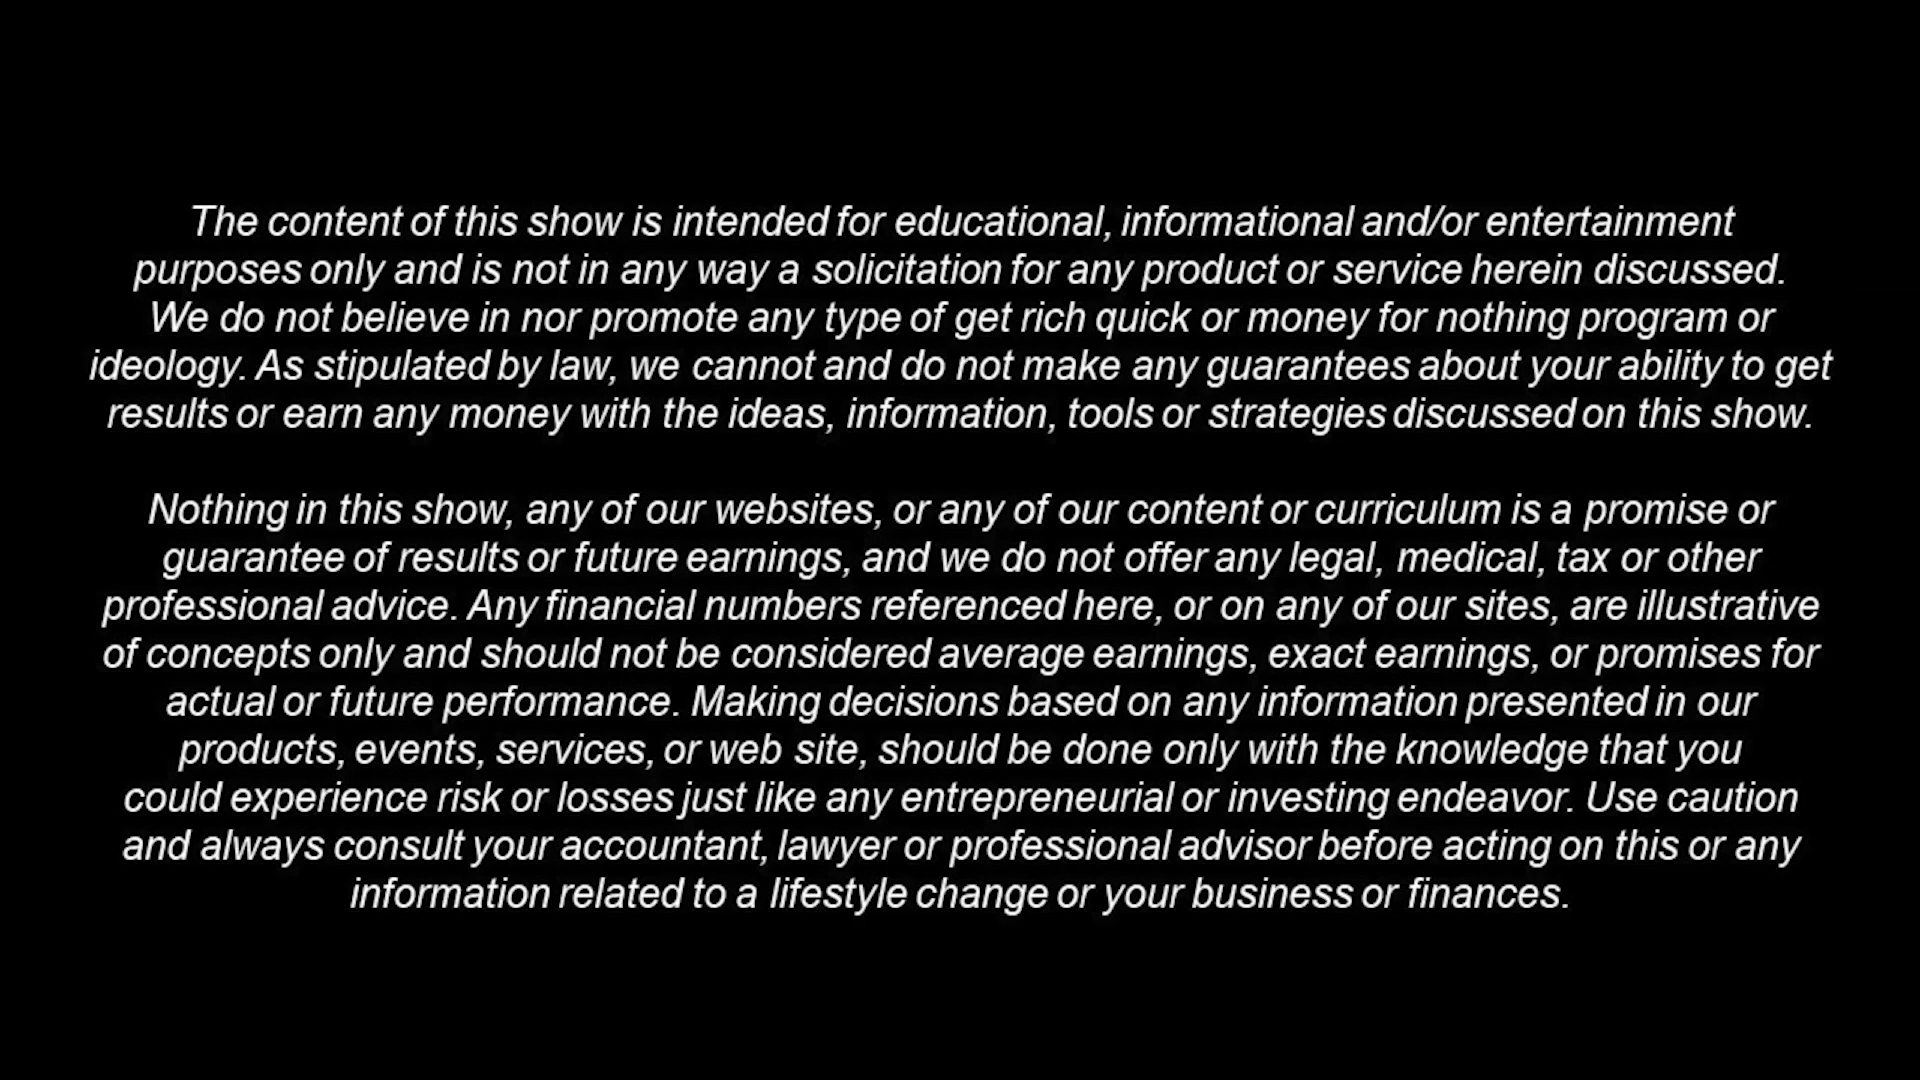 The content of this show is intended for educational, informational and/or entertainment
purposes only and is not in any way a solicitation for any product or service herein discussed.
We do not believe in nor promote any type of get rich quick or money for nothing program or
ideology. As stipulated by law, we cannot and do not make any guarantees about your ability to get
results or earn any money with the ideas, information, tools or strategies discussed on this show.
Nothing in this show, any of our websites, or any of our content or curriculum is a promise or
guarantee of results or future earnings, and we do not offer any legal, medical, tax or other
professional advice. Any financial numbers referenced here, or on any of our sites, are illustrative
of concepts only and should not be considered average earnings, exact earnings, or promises for
actual or future performance. Making decisions based on any information presented in our
products, events, services, or web site, should be done only with the knowledge that you
could experience risk or losses just like any entrepreneurial or investing endeavor. Use caution
and always consult your accountant, lawyer or professional advisor before acting on this or any
information related to a lifestyle change or your business or finances.